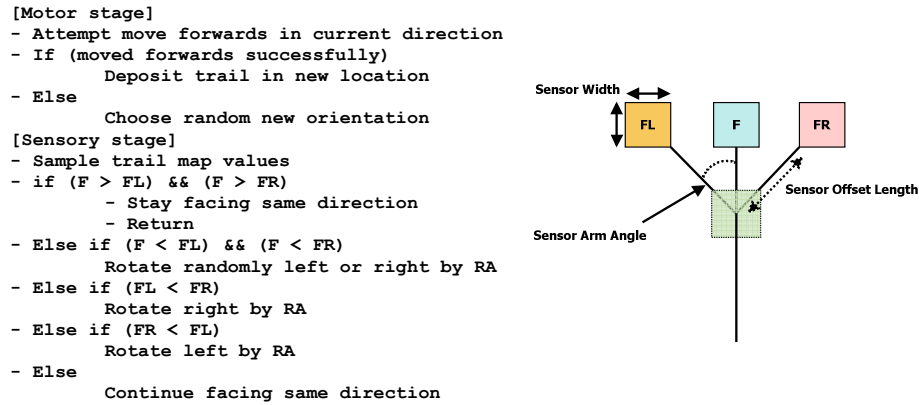 [Motor stage]
- Attempt move forwards in current direction
- If (moved forwards successfully)
Deposit trail in new location
- Else
Choose random new orientation
[Sensory stage]
- Sample trail map values
- if (F > FL) && (F > FR)
- Stay facing same direction
- Return
- Else if (F < FL) && (F < FR)
Rotate randomly left or right by RA
- Else if (FL < FR)
Rotate right by RA
- Else if (FR < FL)
Rotate left by RA
- Else
Continue facing same direction
Sensor Width
FL
F
FR
Sensor Offset Length
Sensor Arm Angle